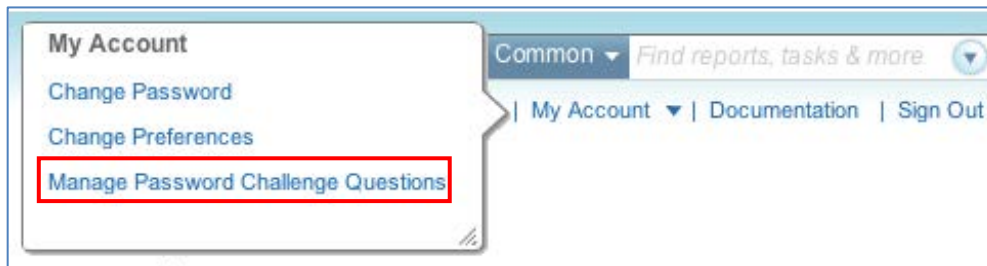 My Account
Change Password
Change Preferences
Manage Password Challenge Questions
Common Find reports, tasks & more
| My Account | Documentation | Sign Out